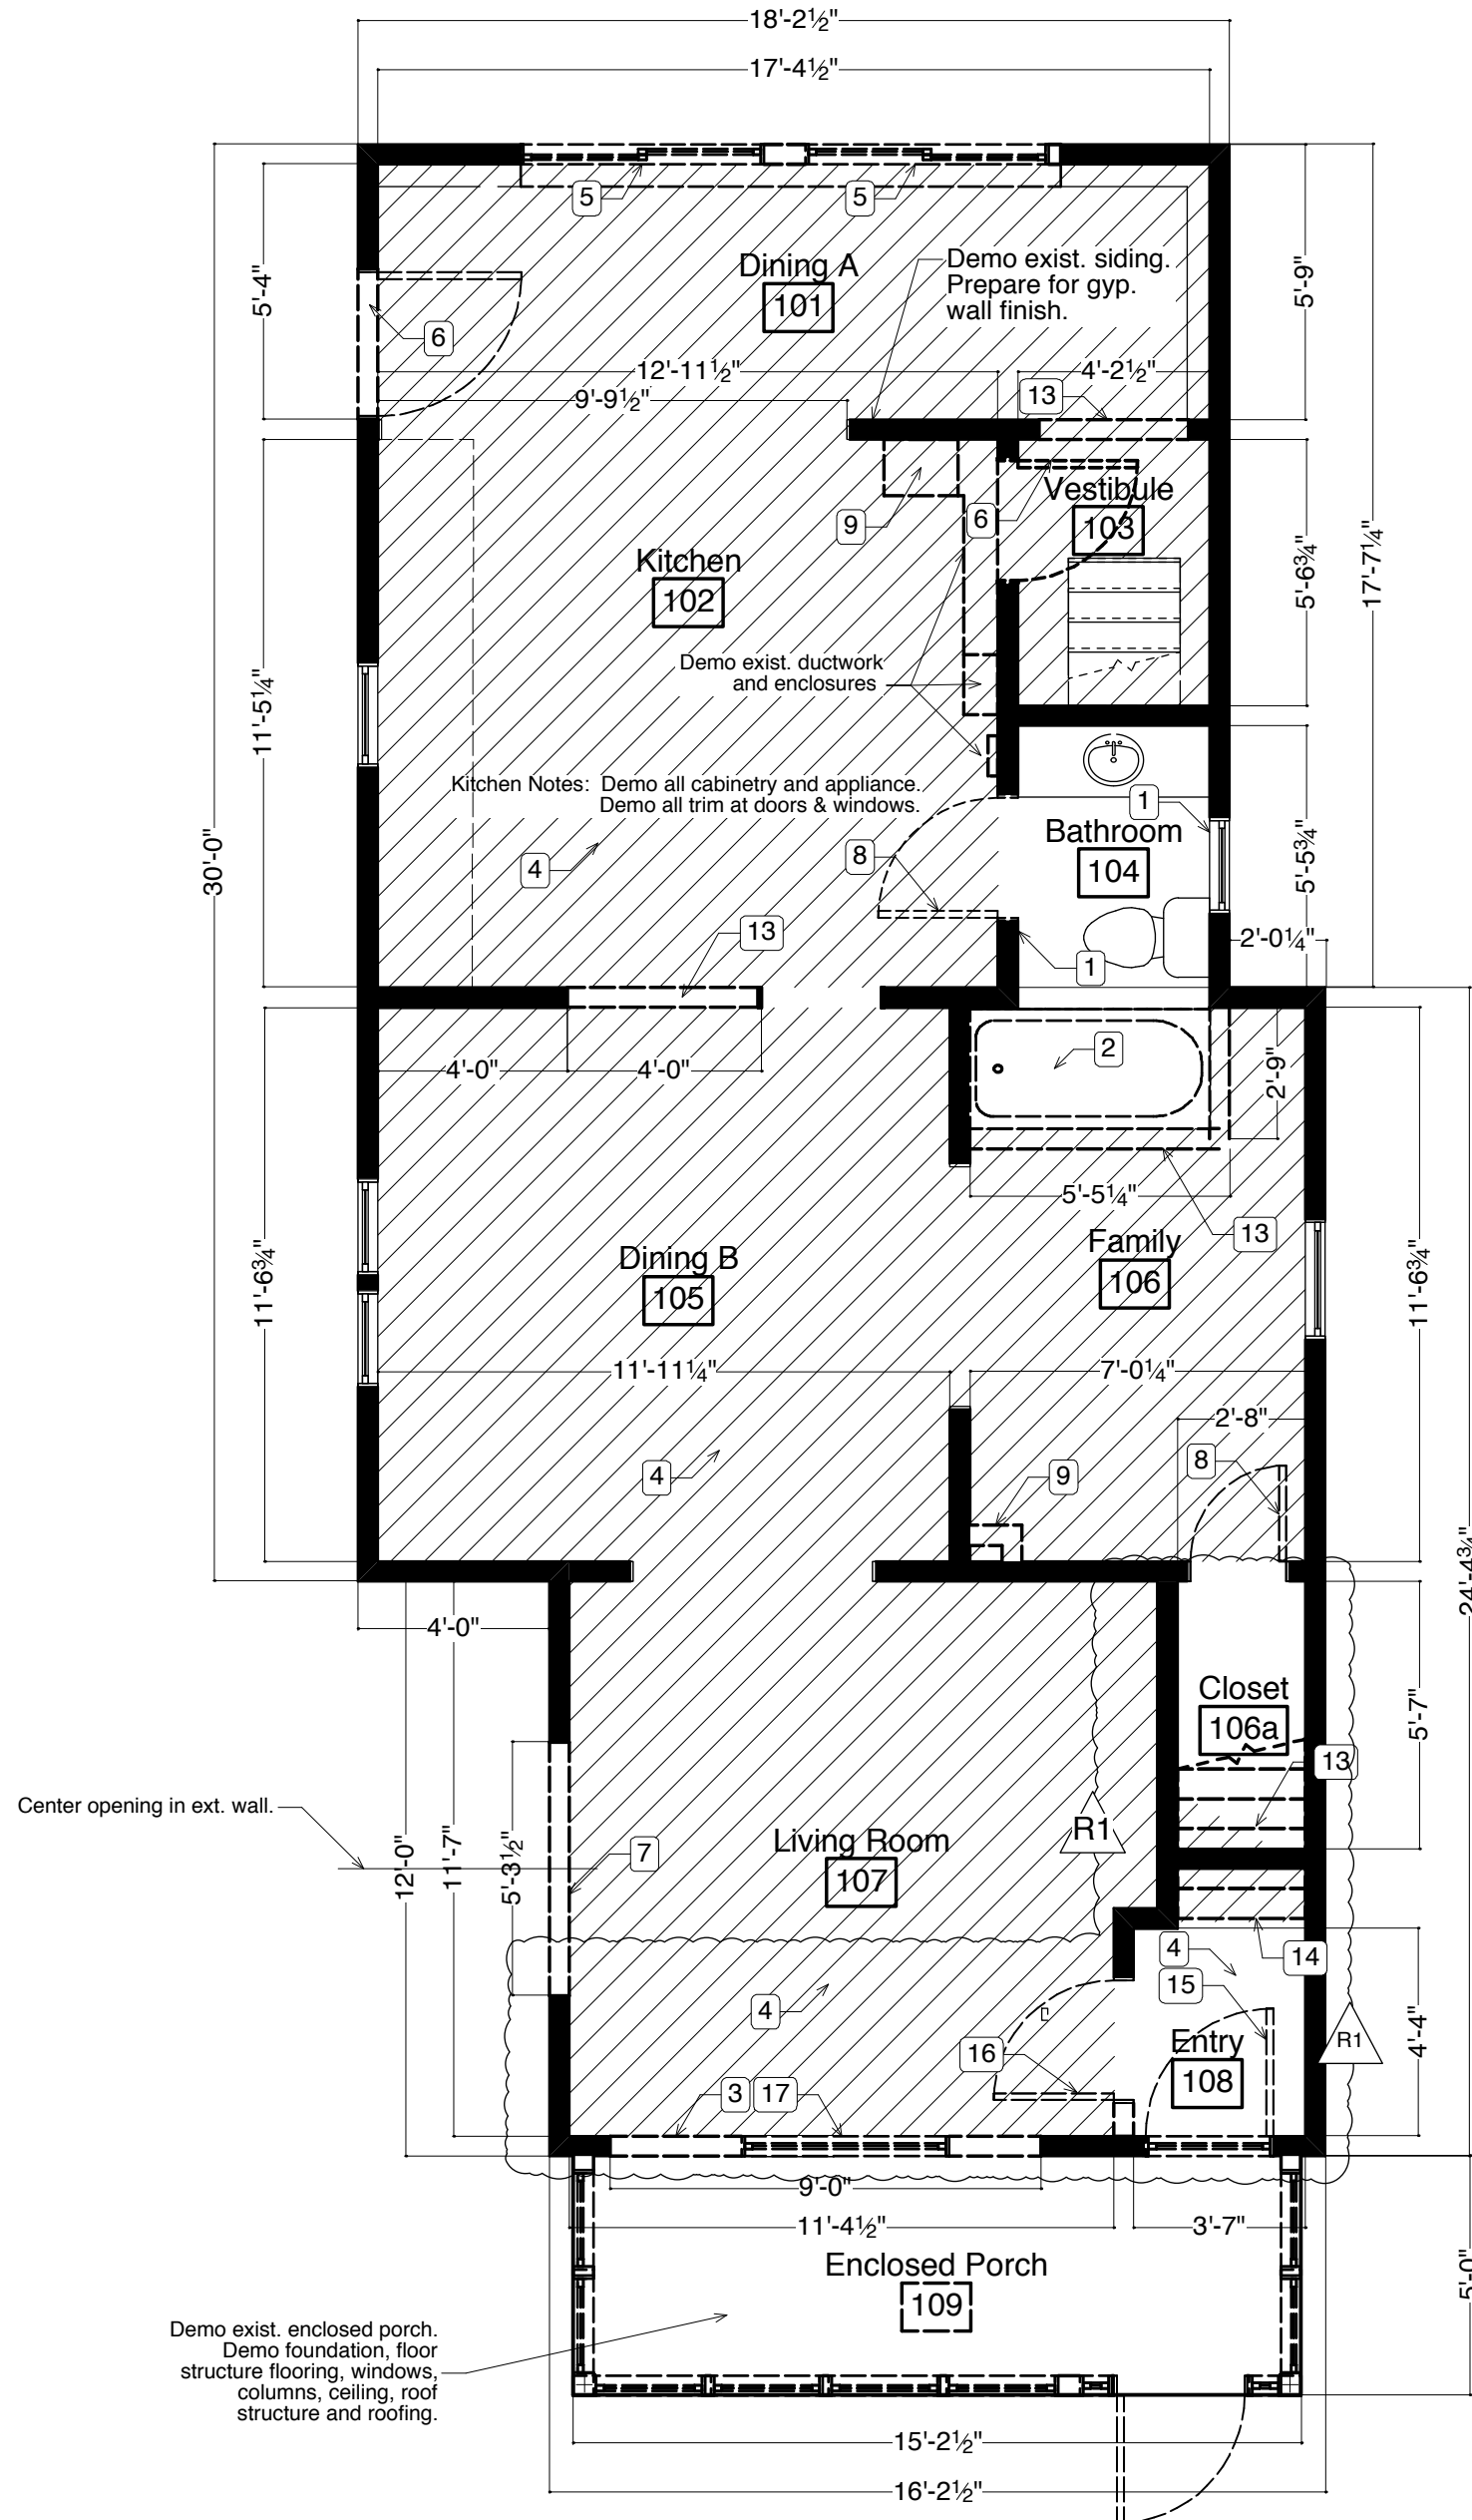 18'-2½"
17'-4½"
5
5
Dining A
101
Demo exist. siding.
Prepare for gyp.
wall finish.
5'-4"
5'-9"
6
12'-11½"
4'-2½"
9'-9½"
13
Vestibule
103
9
6
Kitchen
102
5'-6¾"
17'-7¼"
Demo exist. ductwork
and enclosures
11'-5¼"
Kitchen Notes: Demo all cabinetry and appliance.
Demo all trim at doors & windows.
1
Bathroom
104
30'-0"
8
4
5'-5¾"
13
1
2'-0¼"
4'-0"
4'-0"
2
2'-9"
5'-5¼"
13
Dining B
105
Family
106
11'-6¾"
11'-6¾"
11'-11¼"
7'-0¼"
2'-8"
4
9
8
24'-4¾"
4'-0"
Closet
106a
5'-7"
13
Center opening in ext. wall.
12'-0"
11'-7"
5'-3½"
7
Living Room
107
R1
4
14
15
4
Entry
108
R1
4'-4"
16
3
17
9'-0"
11'-4½"
3'-7"
Enclosed Porch
109
5'-0"
Demo exist. enclosed porch.
Demo foundation, floor
structure flooring, windows,
columns, ceiling, roof
structure and roofing.
15'-2½"
16'-2½"